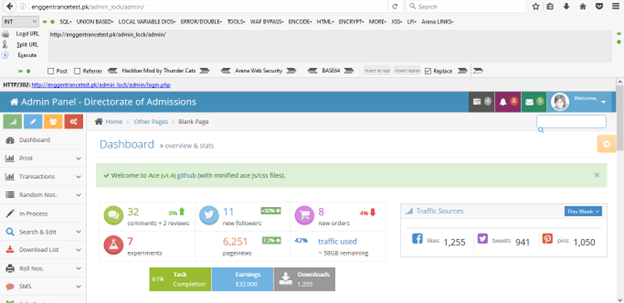 enggentrancetest.pk/admin_lock/admin/
Search
INT SQL- UNION BASED- LOCAL VARIABLE DIOS- ERROR/DOUBLE- TOOLS- WAF BYPASS- ENCODE- HTML- ENCRYPT- MORE- XSS- LFI- Arena LINKS-
Load URL http://enggentrancetest.pk/admin_lock/admin/
Split URL
Execute
Post Referrer Hackbar Mod by Thunder Cats Arena Web Security BASE64 Insert to repl Insert replac Replace
HTTP/302: http://enggentrancetest.pk/admin_lock/admin/login.php
Admin Panel - Directorate of Admissions
Welcome,
Home Other Pages Blank Page
Dashboard
Dashboard » overview & stats
Print
Transactions
Welcome to Ace (v1.4) github (with minified ace js/css files).
Random Nos.
In Process
Search & Edit
Download List
Roll Nos.
SMS
32 8%
comments + 2 reviews
11
new followers
8 4%
new orders
7
experiments
6,251 7.2%
pageviews
42% traffic used
~ 58GB remaining
61% Task
Completion
Earnings
$32,000
Downloads
1,205
Traffic Sources This Week
likes 1,255 tweets 941 pins 1,050